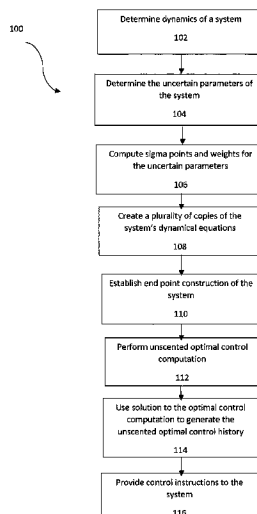 100
Determine dynamics of a system
102
Determine the uncertain parameters of
the system
104
Compute sigma points and weights for
the uncertain parameters
106
Create a plurality of copies of the
system's dynamical equations
108
Establish end point construction of the
system
110
Perform unscented optimal control
computation
112
Use solution to the optimal control
computation to generate the
unscented optimal control history
114
Provide control instructions to the
system
116